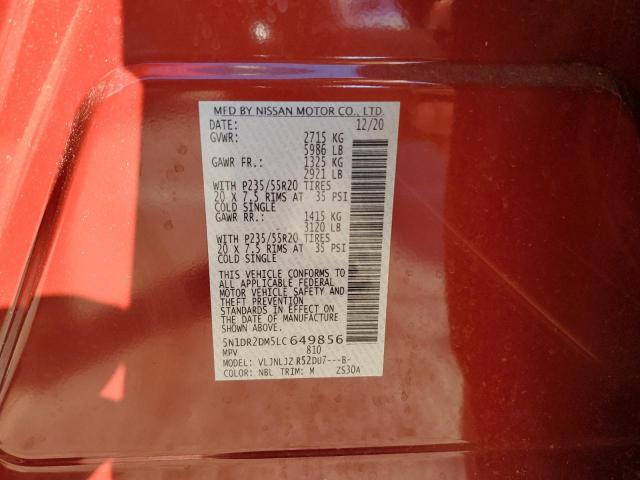 MFD BY NISSAN MOTOR CO., LTD.
DATE: 12/20
GVWR: 2715 KG
5986 LB
GAWR FR.: 1325 KG
2921 LB
WITH P235/55R20 TIRES
20 X 7.5 RIMS AT 35 PSI
COLD SINGLE
GAWR RR.: 1415 KG
3120 LB
WITH P235/55R20 TIRES
20 X 7.5 RIMS AT 35 PSI
COLD SINGLE
THIS VEHICLE CONFORMS TO
ALL APPLICABLE FEDERAL
MOTOR VEHICLE SAFETY AND
THEFT PREVENTION
STANDARDS IN EFFECT ON
THE DATE OF MANUFACTURE
SHOWN ABOVE.
5N1DR2DM5LC649856
MPV 810
MODEL: VLJNLJZ R52DU7---B-
COLOR: NBL TRIM: M ZS30A